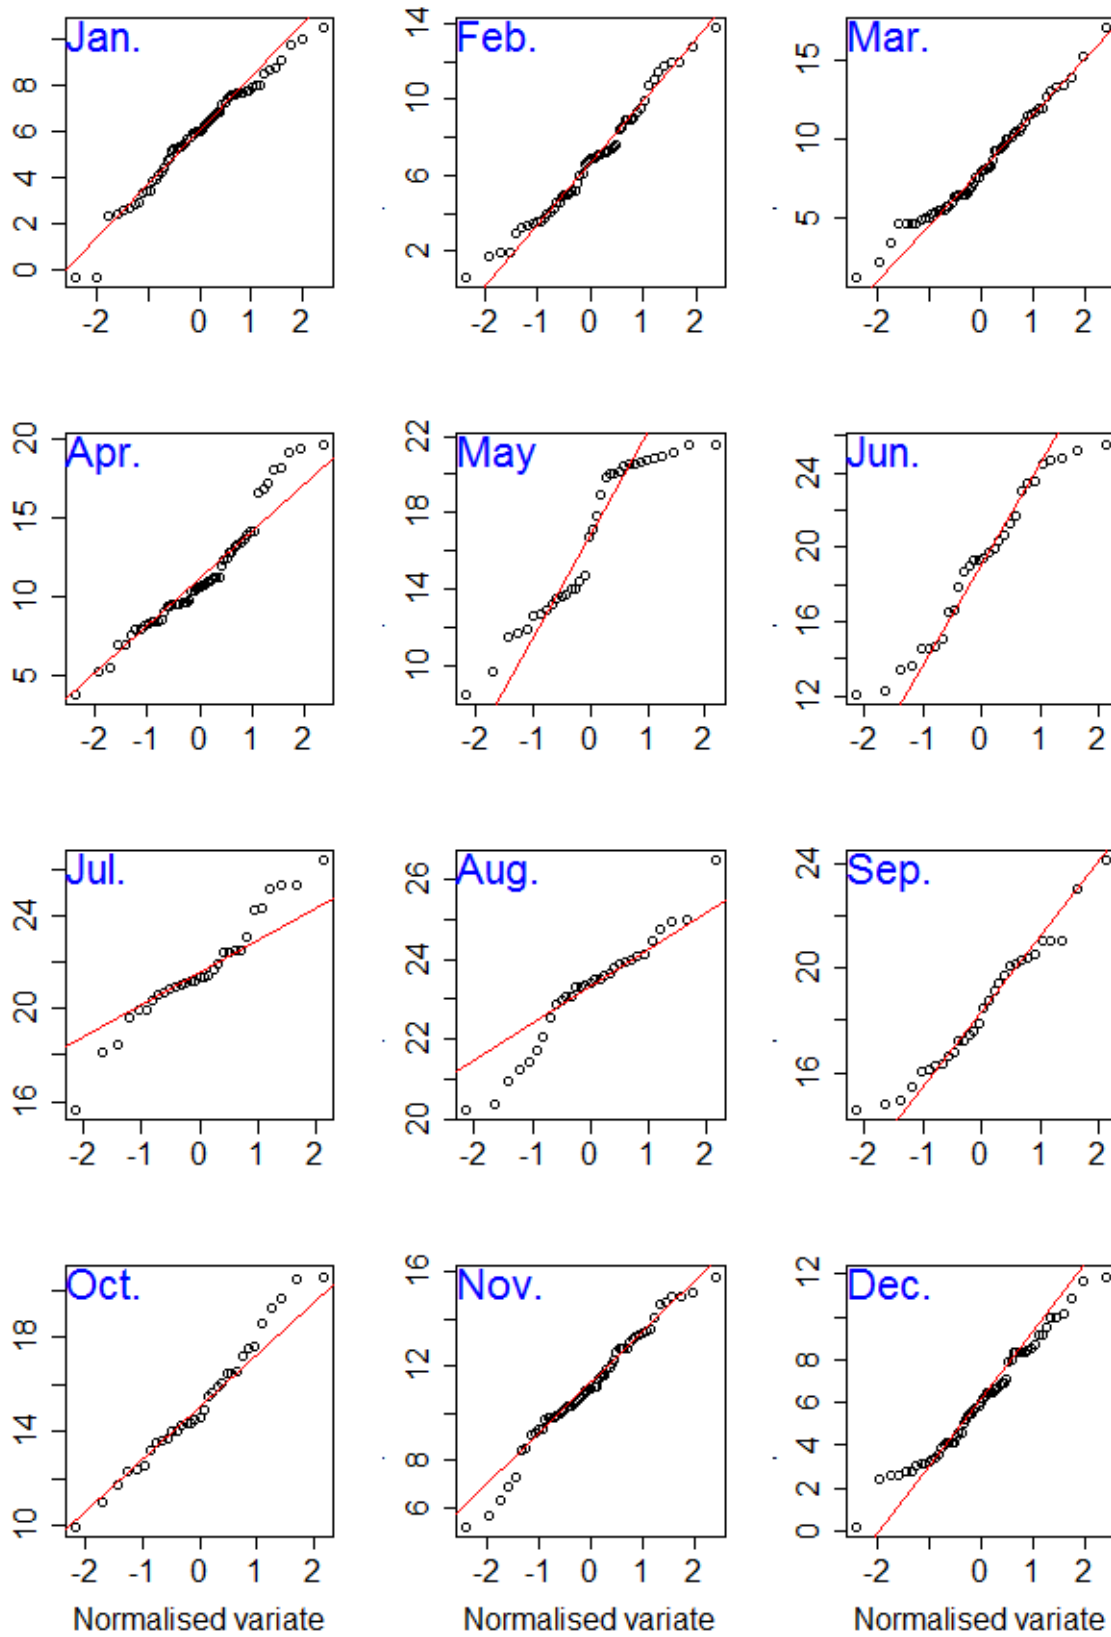 Jan. Feb. Mar.
0 2 4 6 8
2 6 10 14
5 10 15
-2 0 1 2 -2 -1 0 1 2 -2 0 1 2
Apr. May Jun.
5 10 15 20
10 14 18 22
12 16 20 24
-2 -1 0 1 2 -2 -1 0 1 2 -2 -1 0 1 2
Jul. Aug. Sep.
16 20 24
20 22 24 26
16 20 24
-2 -1 0 1 2 -2 -1 0 1 2 -2 -1 0 1 2
Oct. Nov. Dec.
10 14 18
6 8 12 16
0 2 4 6 8 12
-2 -1 0 1 2 -2 -1 0 1 2 -2 0 1 2
Normalised variate Normalised variate Normalised variate